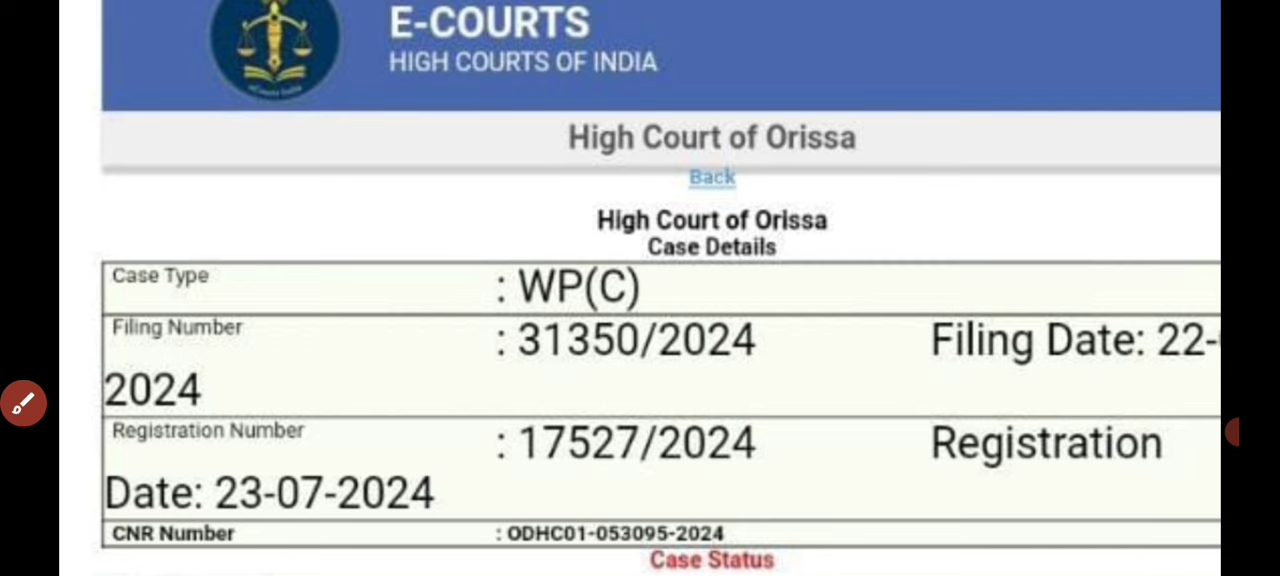 E-COURTS
HIGH COURTS OF INDIA
High Court of Orissa
Back
High Court of Orissa
Case Details
Case Type : WP(C)
Filing Number : 31350/2024 Filing Date: 22-
2024
Registration Number : 17527/2024 Registration
Date: 23-07-2024
CNR Number : ODHC01-053095-2024
Case Status